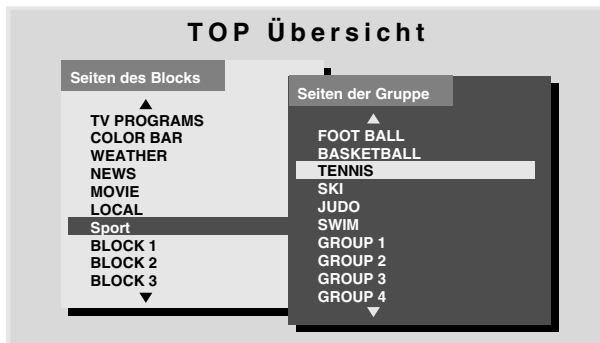 TOP Übersicht
Seiten des Blocks
TV PROGRAMS
COLOR BAR
WEATHER
NEWS
MOVIE
LOCAL
Sport
BLOCK 1
BLOCK 2
BLOCK 3
Seiten der Gruppe
FOOT BALL
BASKETBALL
TENNIS
SKI
JUDO
SWIM
GROUP 1
GROUP 2
GROUP 3
GROUP 4